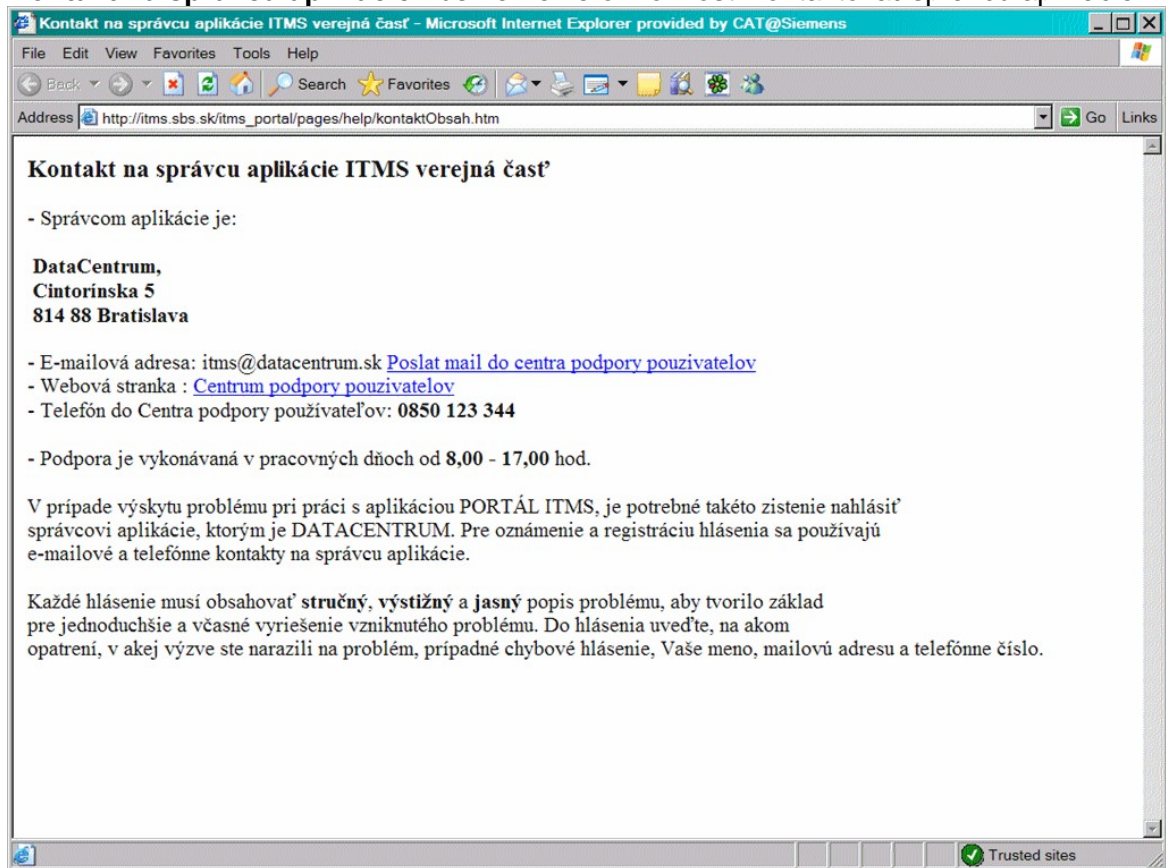 Kontakt na správcu aplikácie ITMS verejná časť - Microsoft Internet Explorer provided by CAT@Siemens
File Edit View Favorites Tools Help
Back Search Favorites
Address http://itms.sbs.sk/itms_portal/pages/help/kontaktObsah.htm Go Links
Kontakt na správcu aplikácie ITMS verejná časť
- Správcom aplikácie je:
DataCentrum,
Cintorínska 5
814 88 Bratislava
- E-mailová adresa: itms@datacentrum.sk Poslat mail do centra podpory pouzivatelov
- Webová stranka : Centrum podpory pouzivatelov
- Telefón do Centra podpory používateľov: 0850 123 344
- Podpora je vykonávaná v pracovných dňoch od 8,00 - 17,00 hod.
V prípade výskytu problému pri práci s aplikáciou PORTÁL ITMS, je potrebné takéto zistenie nahlásiť
správcovi aplikácie, ktorým je DATACENTRUM. Pre oznámenie a registráciu hlásenia sa používajú
e-mailové a telefónne kontakty na správcu aplikácie.
Každé hlásenie musí obsahovať stručný, výstižný a jasný popis problému, aby tvorilo základ
pre jednoduchšie a včasné vyriešenie vzniknutého problému. Do hlásenia uveďte, na akom
opatrení, v akej výzve ste narazili na problém, prípadné chybové hlásenie, Vaše meno, mailovú adresu a telefónne číslo.
Trusted sites